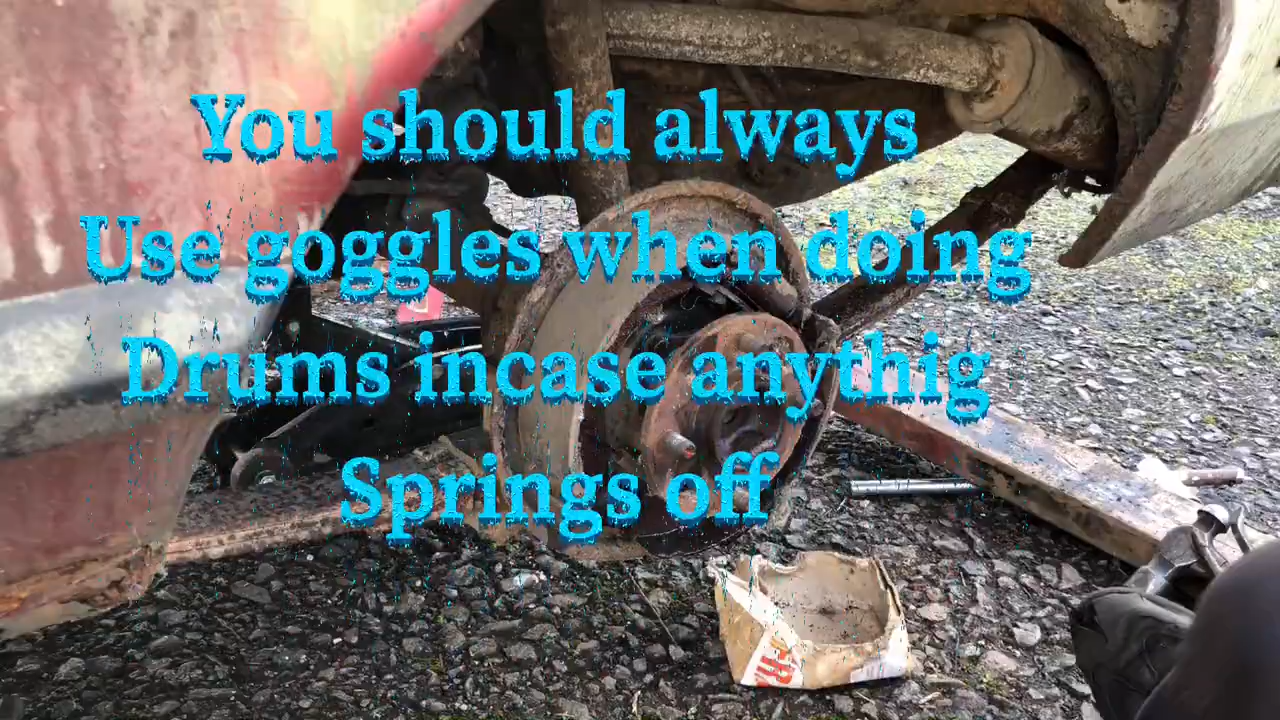 You should always
Use goggles when doing
Drums incase anythig
Springs off